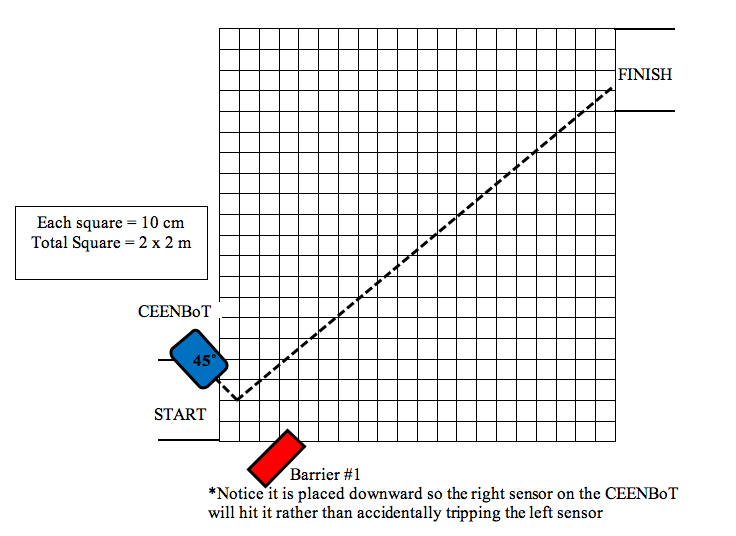 FINISH
Each square = 10 cm
Total Square = 2 x 2 m
CEENBoT
45°
START
Barrier #1
*Notice it is placed downward so the right sensor on the CEENBoT
will hit it rather than accidentally tripping the left sensor